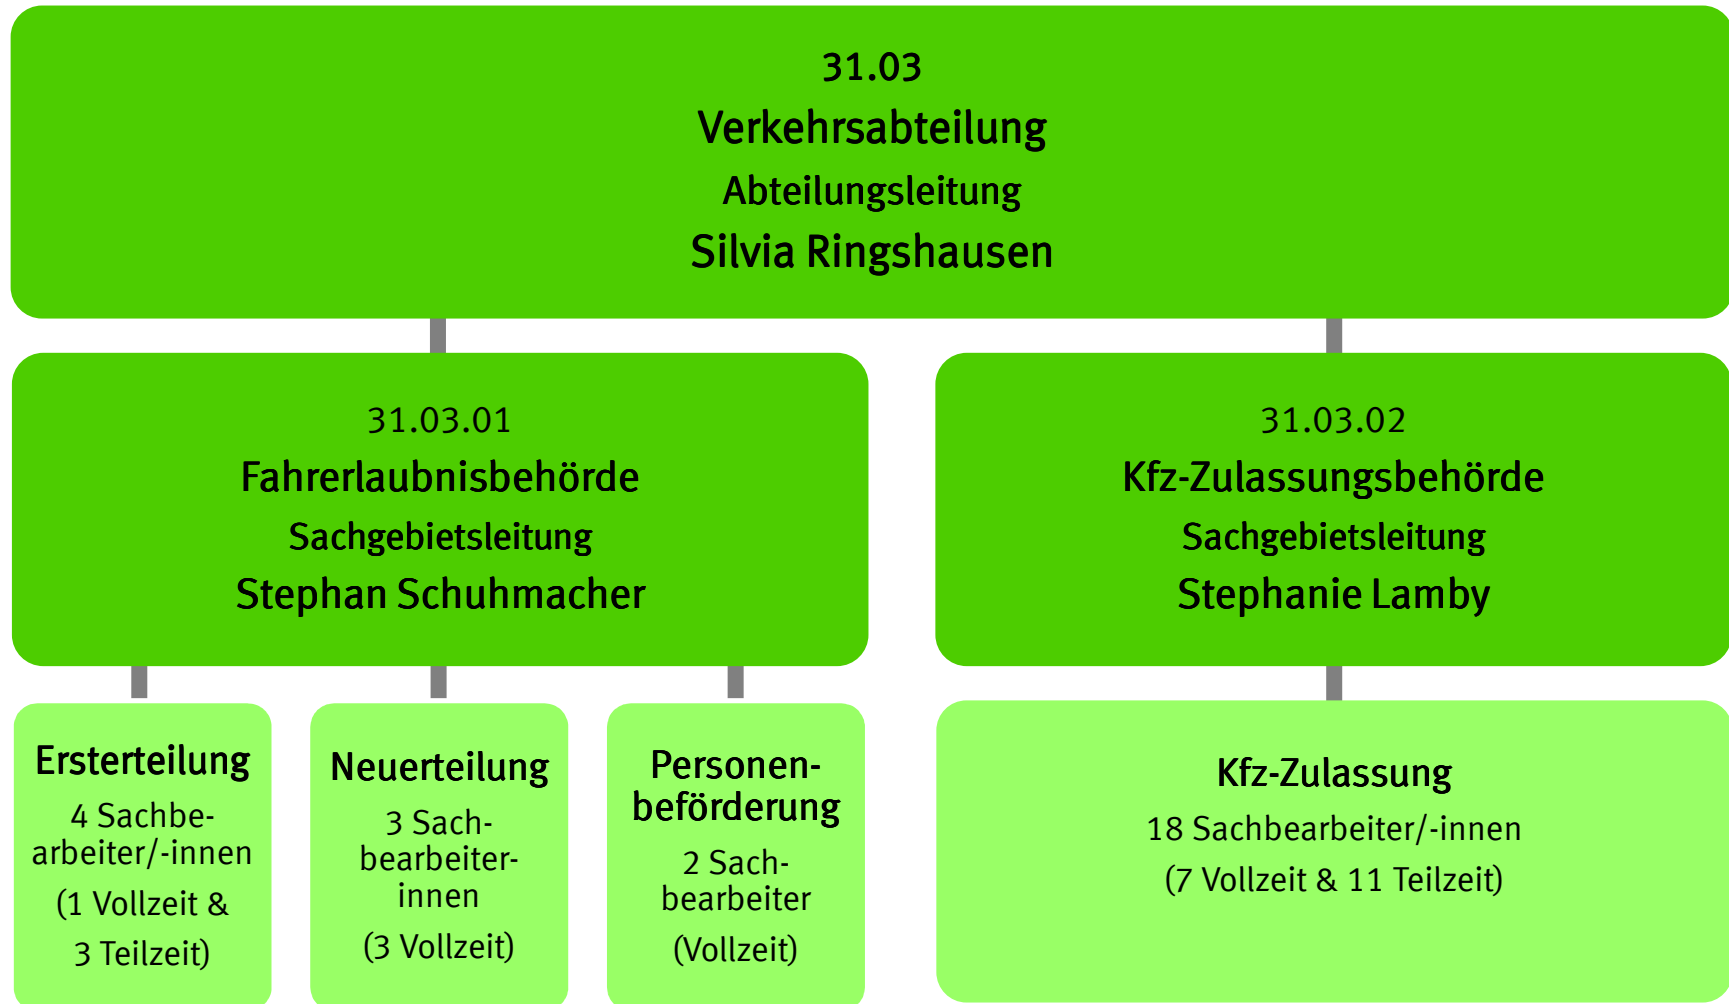 31.03
Verkehrsabteilung
Abteilungsleitung
Silvia Ringshausen
31.03.01
Fahrerlaubnisbehörde
Sachgebietsleitung
Stephan Schuhmacher
31.03.02
Kfz-Zulassungsbehörde
Sachgebietsleitung
Stephanie Lamby
Ersterteilung
4 Sachbe-
arbeiter/-innen
(1 Vollzeit &
3 Teilzeit)
Neuerteilung
3 Sach-
bearbeiter-
innen
(3 Vollzeit)
Personen-
beförderung
2 Sach-
bearbeiter
(Vollzeit)
Kfz-Zulassung
18 Sachbearbeiter/-innen
(7 Vollzeit & 11 Teilzeit)